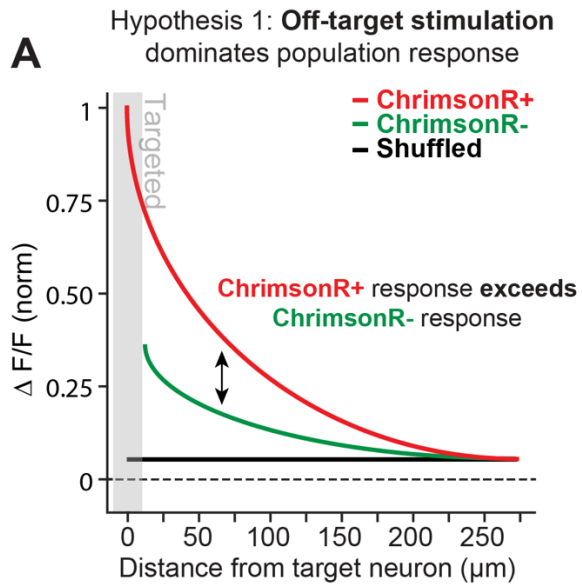 Hypothesis 1: Off-target stimulation
dominates population response
A
ChrimsonR+
ChrimsonR-
Shuffled
Targeted
ChrimsonR+ response exceeds
ChrimsonR- response
Δ F/F (norm)
1
0.75
0.50
0.25
0
0 50 100 150 200 250
Distance from target neuron (μm)